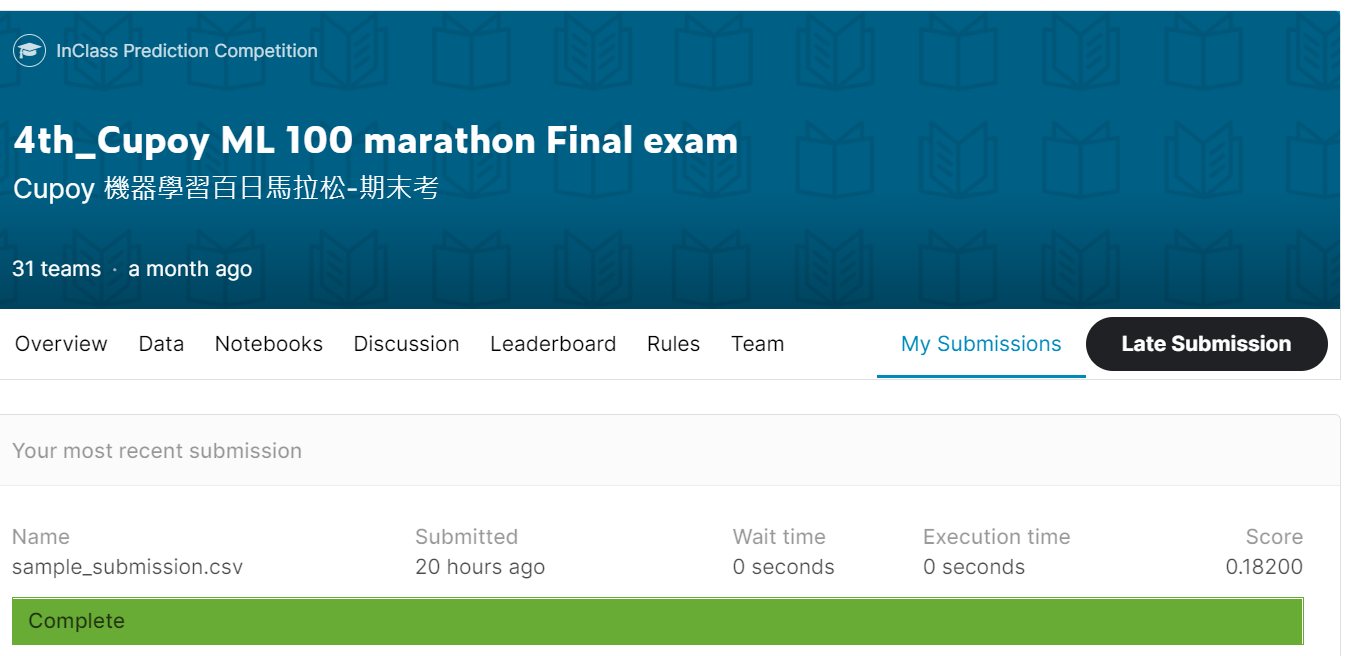 InClass Prediction Competition
4th_Cupoy ML 100 marathon Final exam
Cupoy 機器學習百日馬拉松-期末考
31 teams · a month ago
Overview Data Notebooks Discussion Leaderboard Rules Team My Submissions Late Submission
Your most recent submission
Name Submitted Wait time Execution time Score
sample_submission.csv 20 hours ago 0 seconds 0 seconds 0.18200
Complete